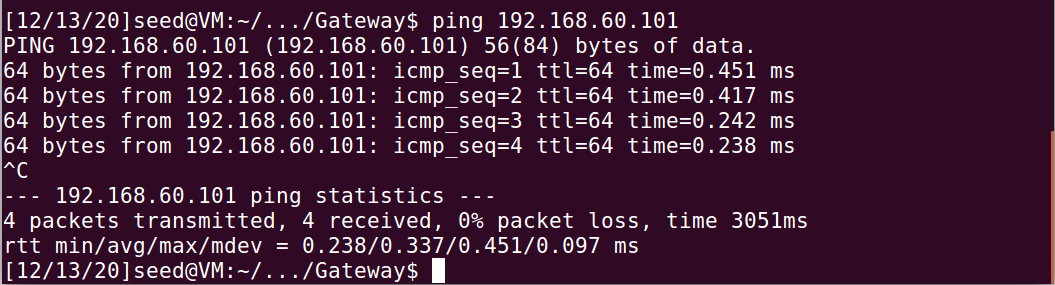 [12/13/20]seed@VM:~/.../Gateway$ ping 192.168.60.101
PING 192.168.60.101 (192.168.60.101) 56(84) bytes of data.
64 bytes from 192.168.60.101: icmp_seq=1 ttl=64 time=0.451 ms
64 bytes from 192.168.60.101: icmp_seq=2 ttl=64 time=0.417 ms
64 bytes from 192.168.60.101: icmp_seq=3 ttl=64 time=0.242 ms
64 bytes from 192.168.60.101: icmp_seq=4 ttl=64 time=0.238 ms
^C
--- 192.168.60.101 ping statistics ---
4 packets transmitted, 4 received, 0% packet loss, time 3051ms
rtt min/avg/max/mdev = 0.238/0.337/0.451/0.097 ms
[12/13/20]seed@VM:~/.../Gateway$